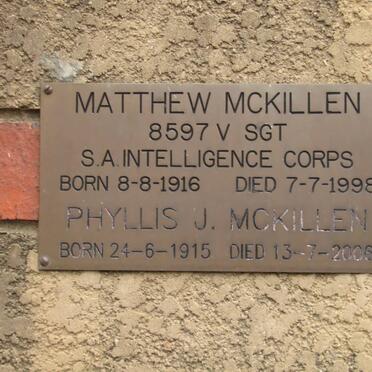 MATTHEW MCKILLEN
8597 V SGT
S.A. INTELLIGENCE CORPS
BORN 8-8-1916 DIED 7-7-1998
PHYLLIS J. MCKILLEN
BORN 24-6-1915 DIED 13-7-2006